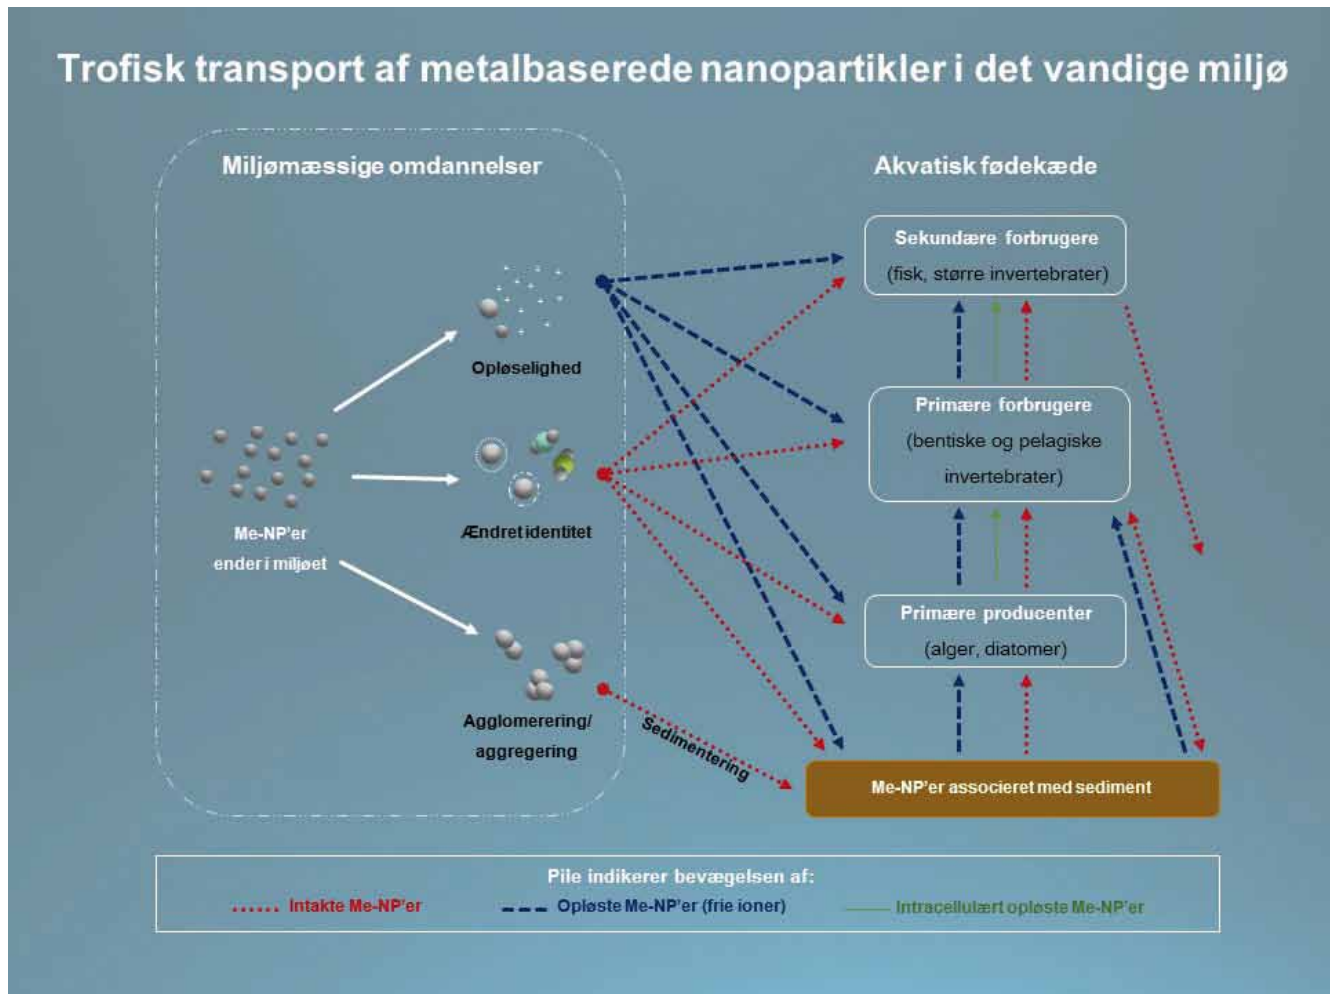 Trofisk transport af metalbaserede nanopartikler i det vandige miljø
Miljømæssige omdannelser
Opløselighed
Me-NP'er
ender i miljøet
Ændret identitet
Agglomerering/
aggregering
Sedimentering
Akvatisk fødekæde
Sekundære forbrugere
(fisk, større invertebrater)
Primære forbrugere
(bentiske og pelagiske
invertebrater)
Primære producenter
(alger, diatomer)
Me-NP'er associeret med sediment
Pile indikerer bevægelsen af:
Intakte Me-NP'er
Opløste Me-NP'er (frie ioner)
Intracellulært opløste Me-NP'er